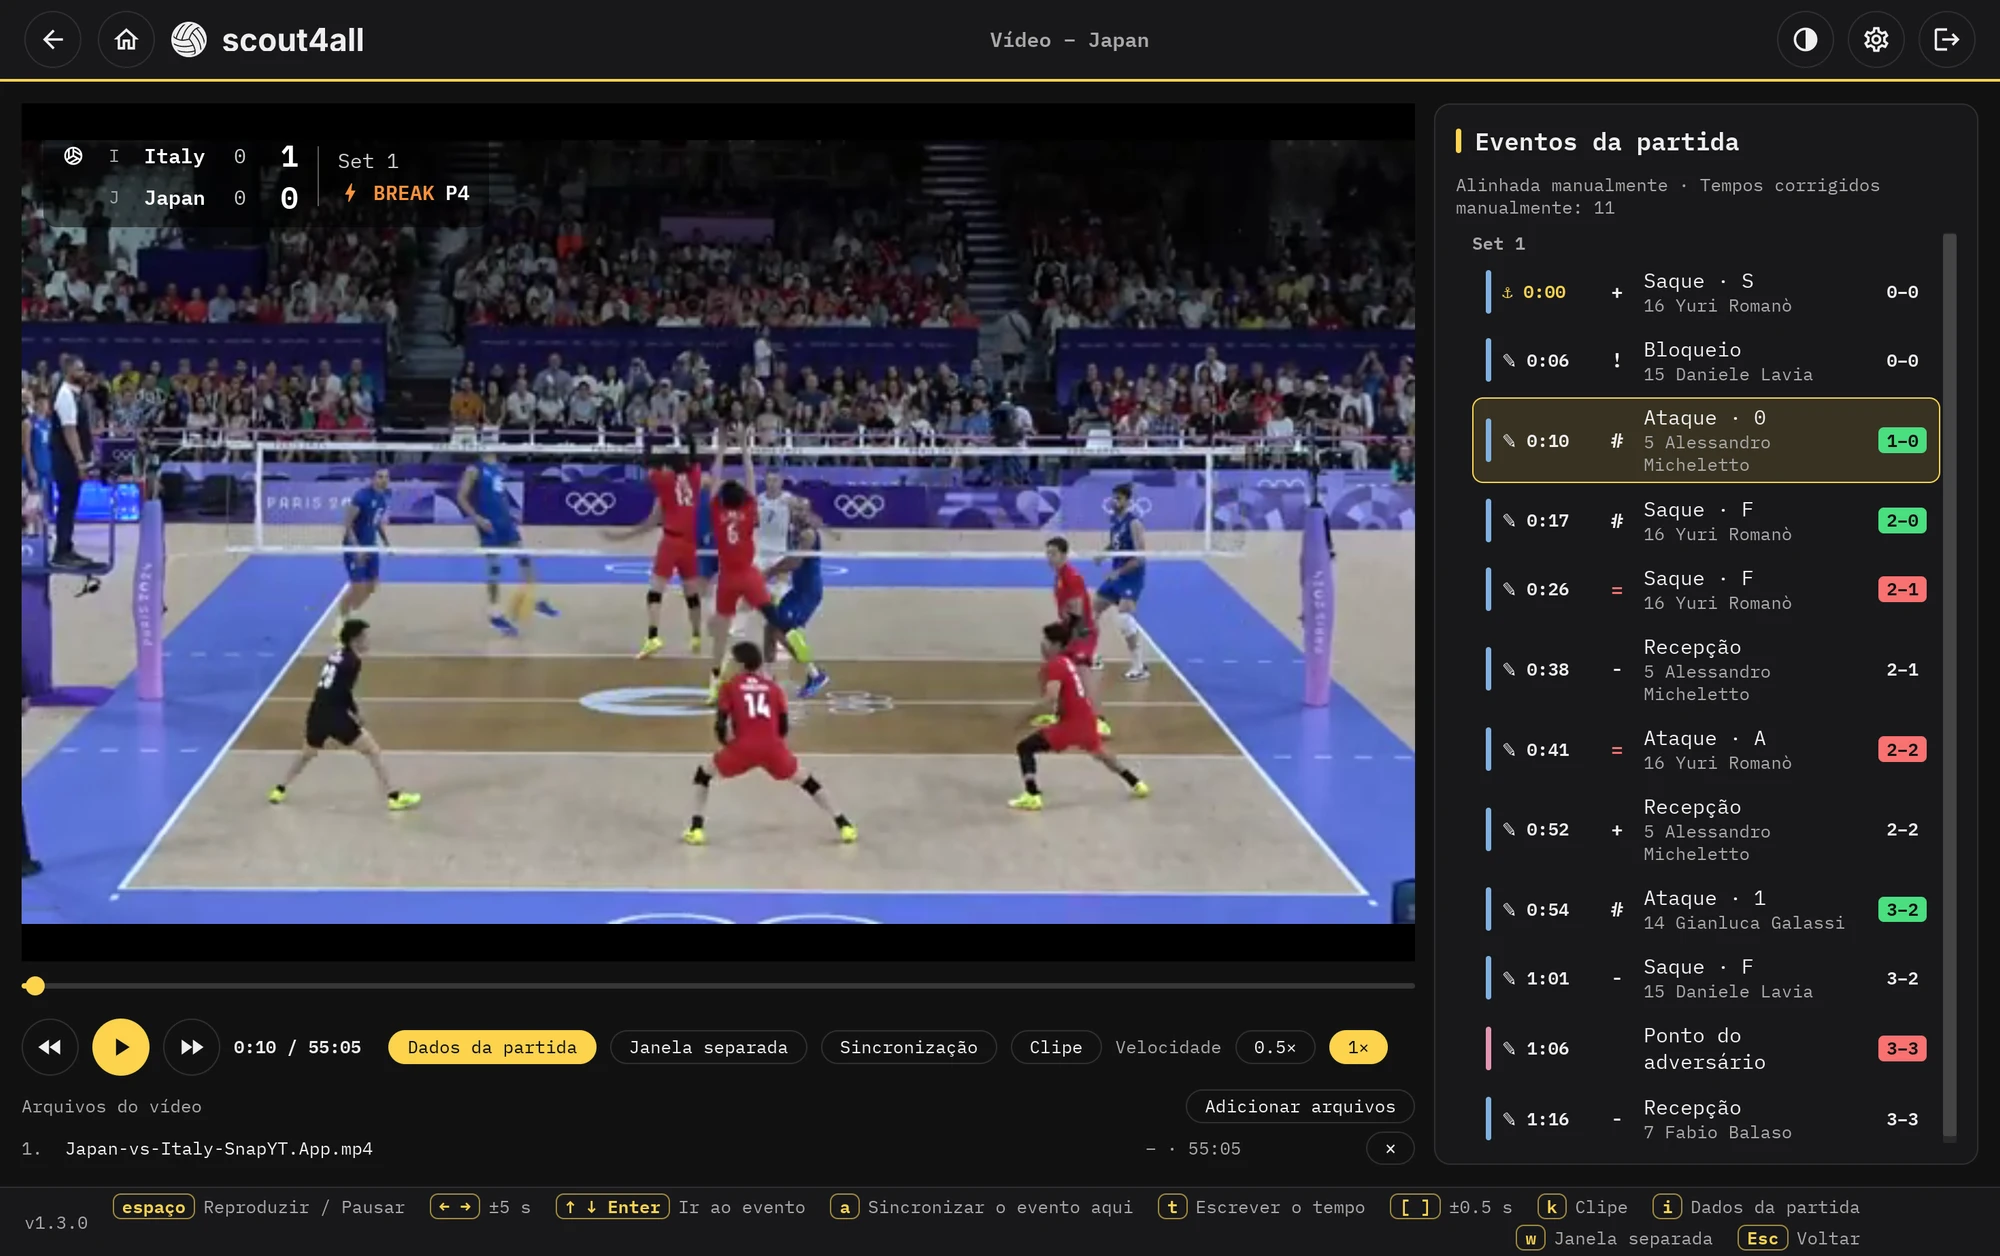 scout4all
Vídeo – Japan
I Italy 0 1
J Japan 0 0
Set 1
BREAK P4
PARIS 20
PARIS 2024
PARIS 2024
12
6
14
Eventos da partida
Alinhada manualmente · Tempos corrigidos
manualmente: 11
Set 1
0:00 + Saque · S 0–0
16 Yuri Romanò
0:06 ! Bloqueio 0–0
15 Daniele Lavia
0:10 # Ataque · 0 1–0
5 Alessandro
Micheletto
0:17 # Saque · F 2–0
16 Yuri Romanò
0:26 = Saque · F 2–1
16 Yuri Romanò
0:38 - Recepção 2–1
5 Alessandro
Micheletto
0:41 = Ataque · A 2–2
16 Yuri Romanò
0:52 + Recepção 2–2
5 Alessandro
Micheletto
0:54 # Ataque · 1 3–2
14 Gianluca Galassi
1:01 - Saque · F 3–2
15 Daniele Lavia
1:06 Ponto do
adversário 3–3
1:16 - Recepção 3–3
7 Fabio Balaso
0:10 / 55:05 Dados da partida Janela separada Sincronização Clipe Velocidade 0.5× 1×
Arquivos do vídeo Adicionar arquivos
1. Japan-vs-Italy-SnapYT.App.mp4 – · 55:05 ×
v1.3.0
espaço Reproduzir / Pausar ← → ±5 s ↑ ↓ Enter Ir ao evento a Sincronizar o evento aqui t Escrever o tempo [ ] ±0.5 s k Clipe i Dados da partida
w Janela separada Esc Voltar